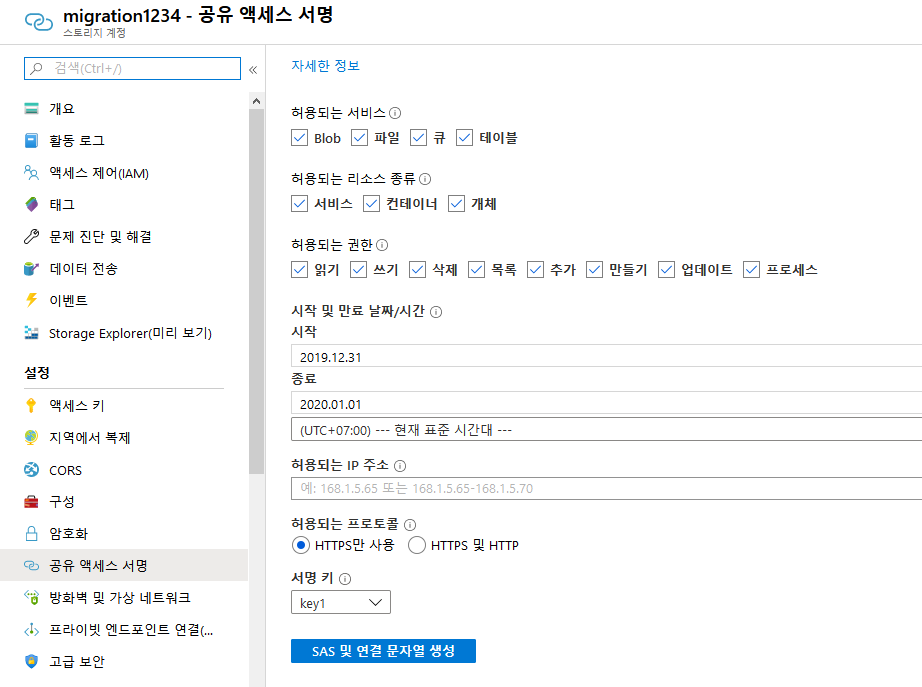 migration1234 - 공유 액세스 서명
스토리지 계정
검색(Ctrl+/)
«
개요
활동 로그
액세스 제어(IAM)
태그
문제 진단 및 해결
데이터 전송
이벤트
Storage Explorer(미리 보기)
설정
액세스 키
지역에서 복제
CORS
구성
암호화
공유 액세스 서명
방화벽 및 가상 네트워크
프라이빗 엔드포인트 연결(...
고급 보안
자세한 정보
허용되는 서비스
Blob 파일 큐 테이블
허용되는 리소스 종류
서비스 컨테이너 개체
허용되는 권한
읽기 쓰기 삭제 목록 추가 만들기 업데이트 프로세스
시작 및 만료 날짜/시간
시작
2019.12.31
종료
2020.01.01
(UTC+07:00) --- 현재 표준 시간대 ---
허용되는 IP 주소
예: 168.1.5.65 또는 168.1.5.65-168.1.5.70
허용되는 프로토콜
HTTPS만 사용 HTTPS 및 HTTP
서명 키
key1
SAS 및 연결 문자열 생성